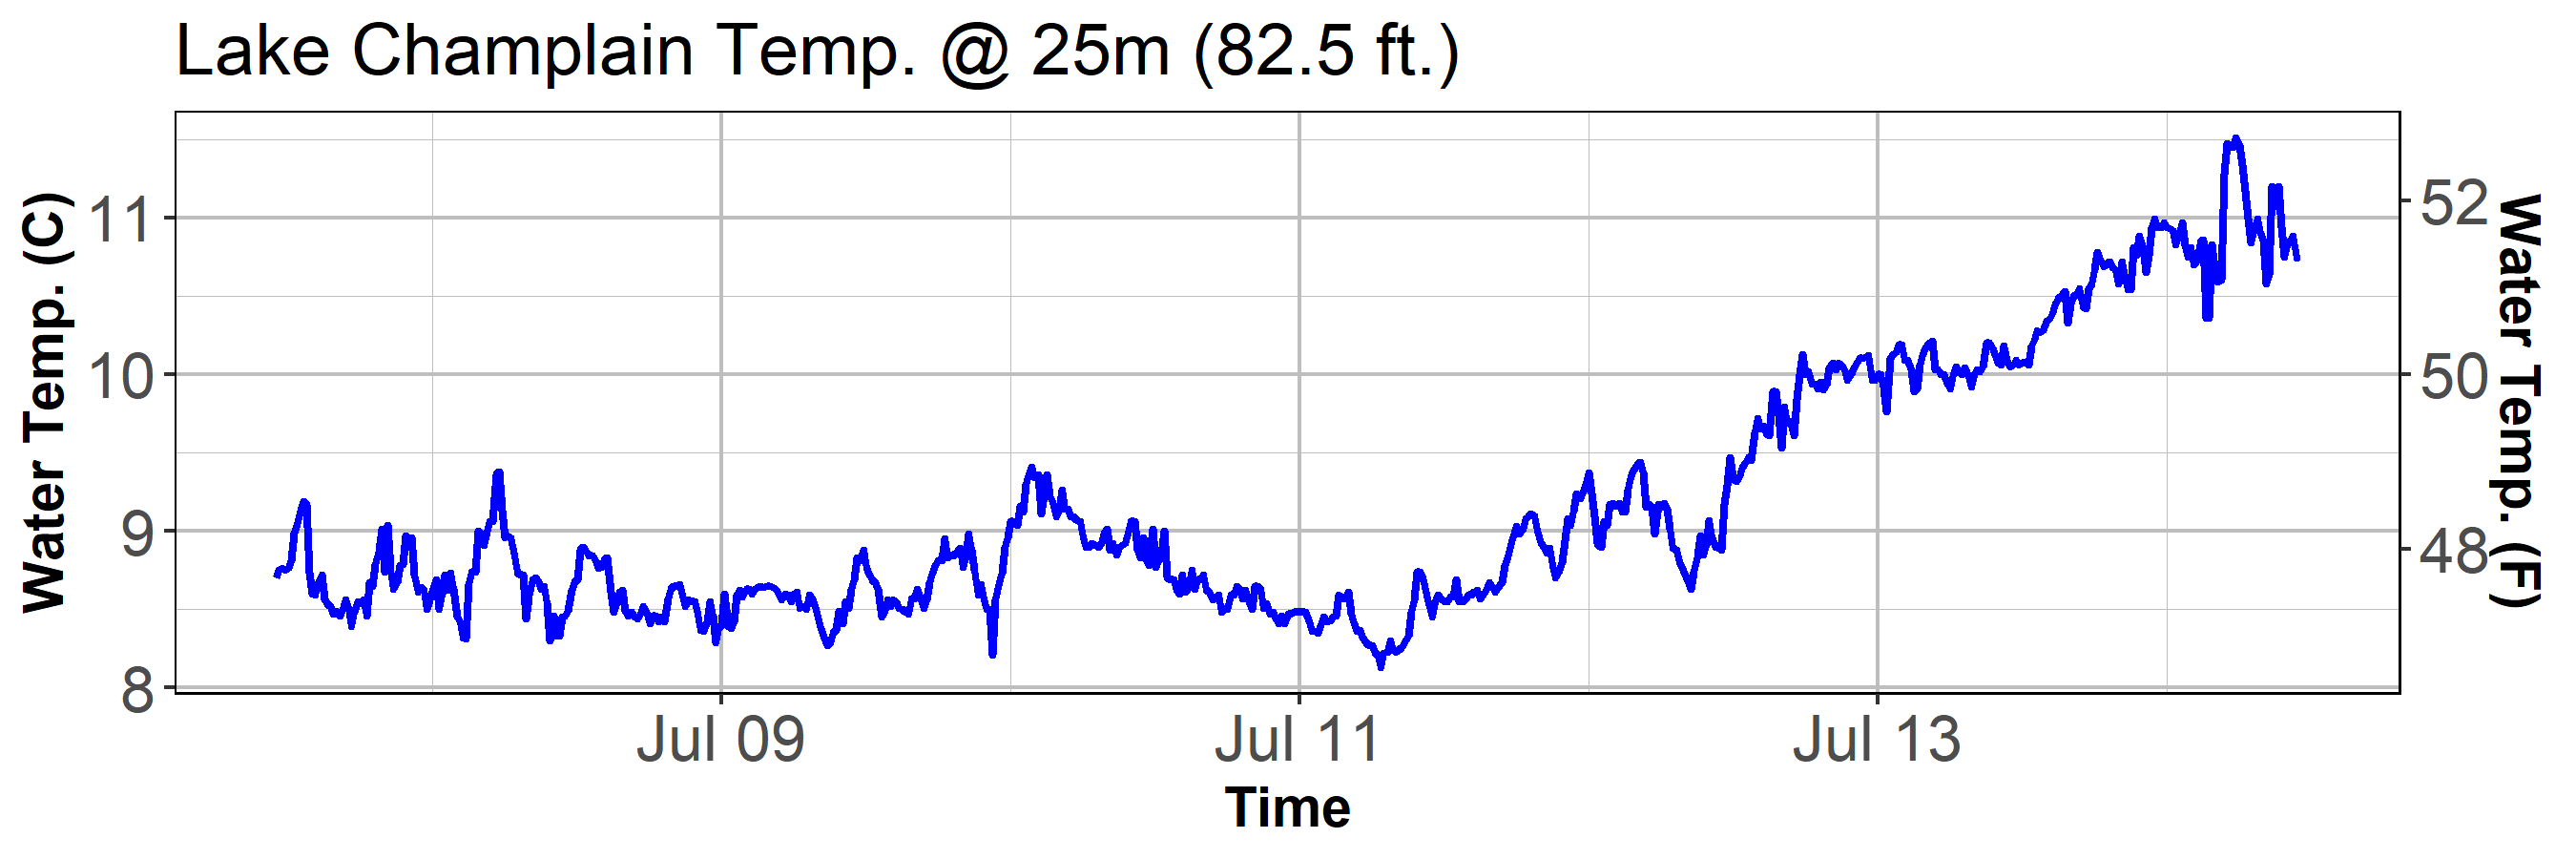 Lake Champlain Temp. @ 25m (82.5 ft.)
Water Temp. (C)
11
10
9
8
52
50
48
Water Temp. (F)
Jul 09 Jul 11 Jul 13
Time